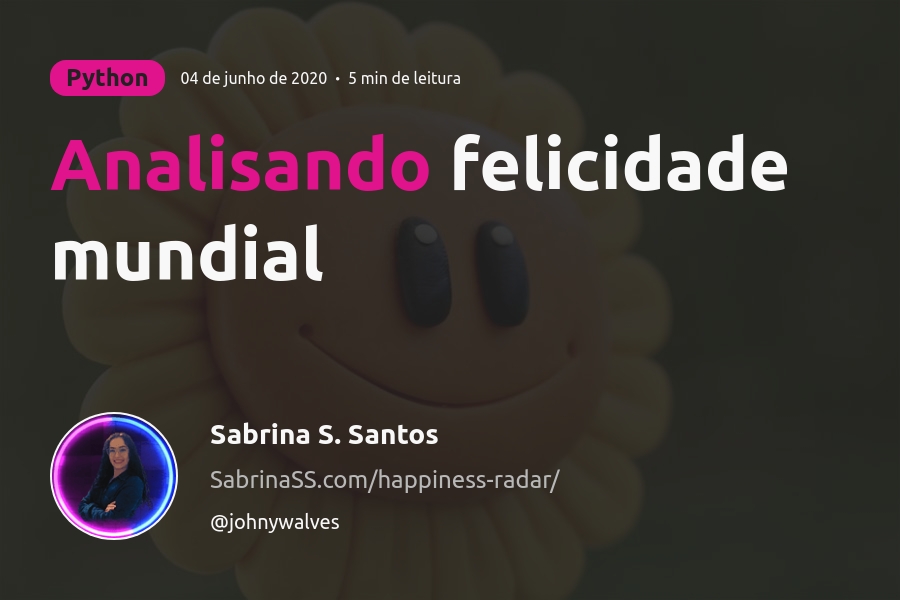 Python 04 de junho de 2020 • 5 min de leitura
Analisando felicidade
mundial
Sabrina S. Santos
SabrinaSS.com/happiness-radar/
@johnywalves